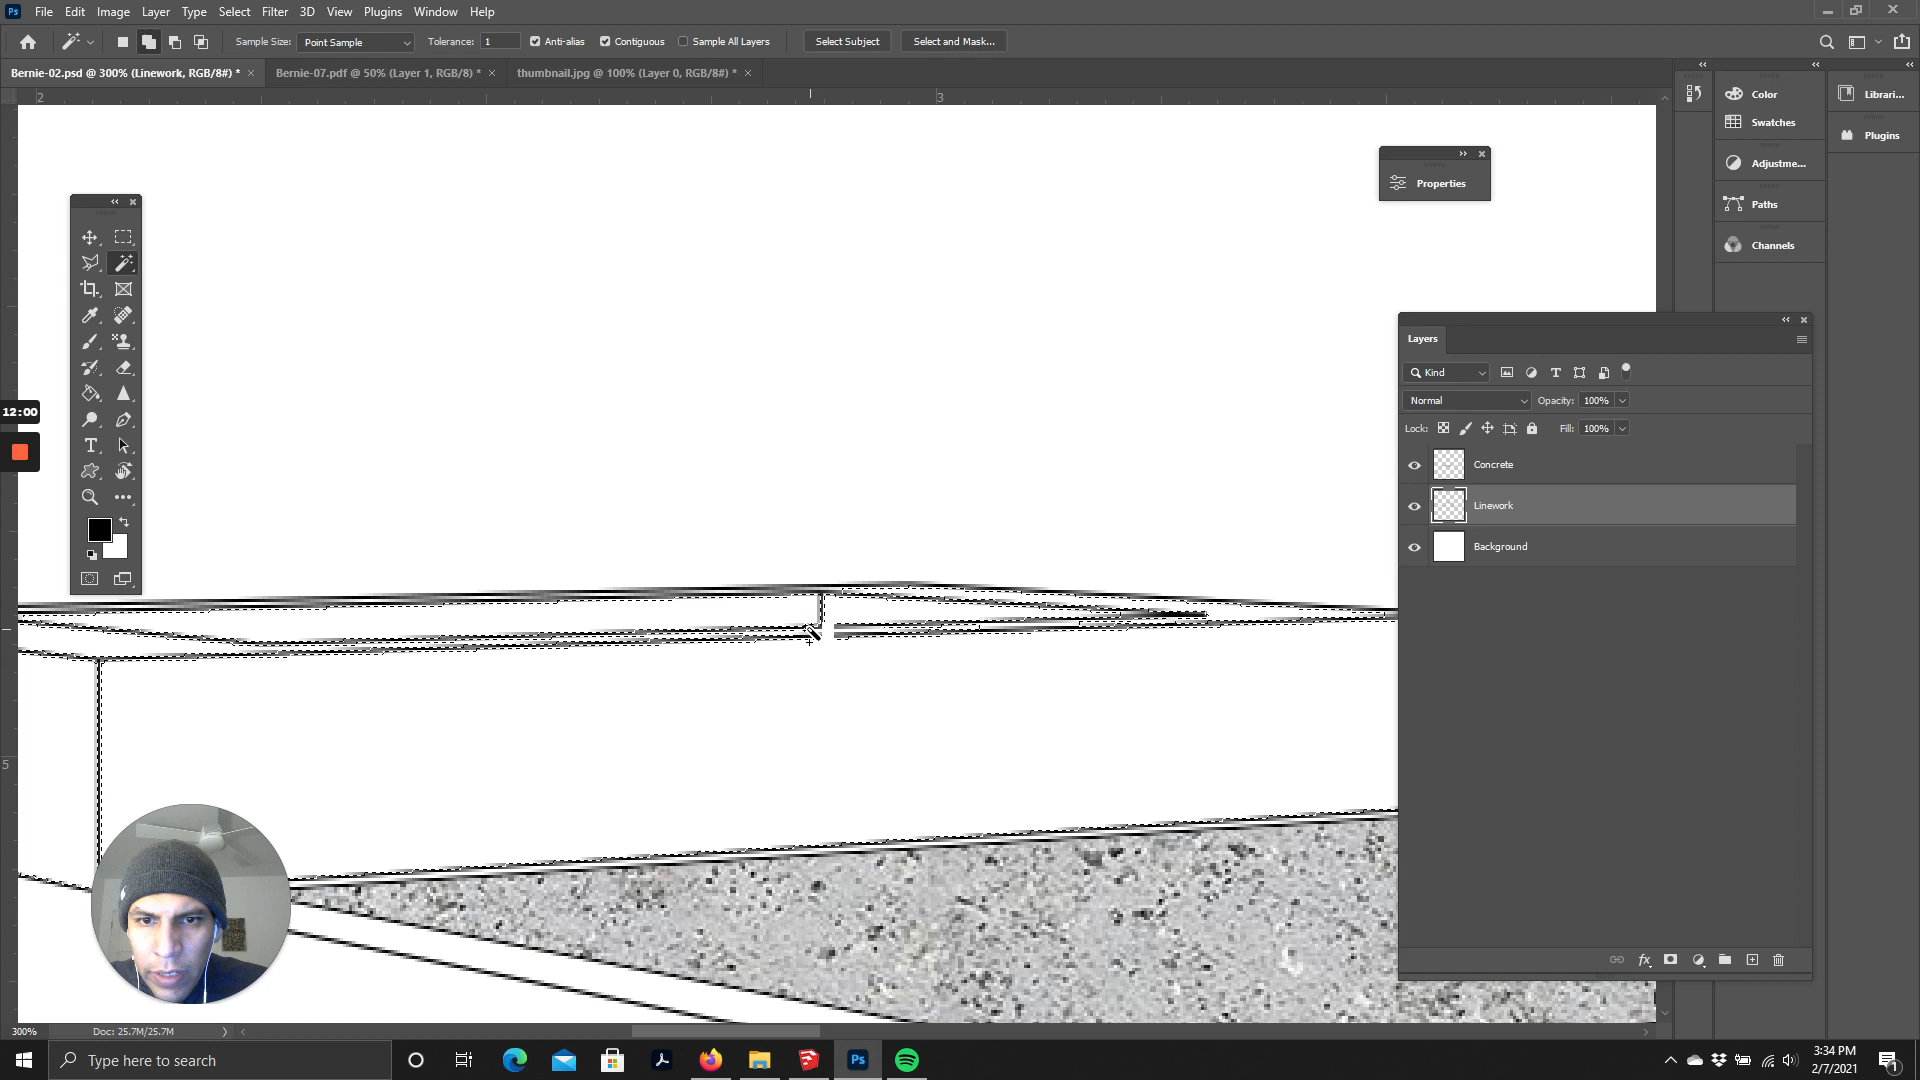 Ps File Edit Image Layer Type Select Filter 3D View Plugins Window Help
Sample Size: Point Sample Tolerance: 1 Anti-alias Contiguous Sample All Layers Select Subject Select and Mask...
Bernie-02.psd @ 300% (Linework, RGB/8#) * Bernie-07.pdf @ 50% (Layer 1, RGB/8) * thumbnail.jpg @ 100% (Layer 0, RGB/8#) *
2 3
Color
Librari...
Swatches
Plugins
Adjustme...
Properties
Paths
Channels
Layers
Kind
Normal Opacity: 100%
12:00
Lock: Fill: 100%
Concrete
Linework
Background
5
fx
300% Doc: 25.7M/25.7M
Type here to search
Ps
3:34 PM
2/7/2021
1